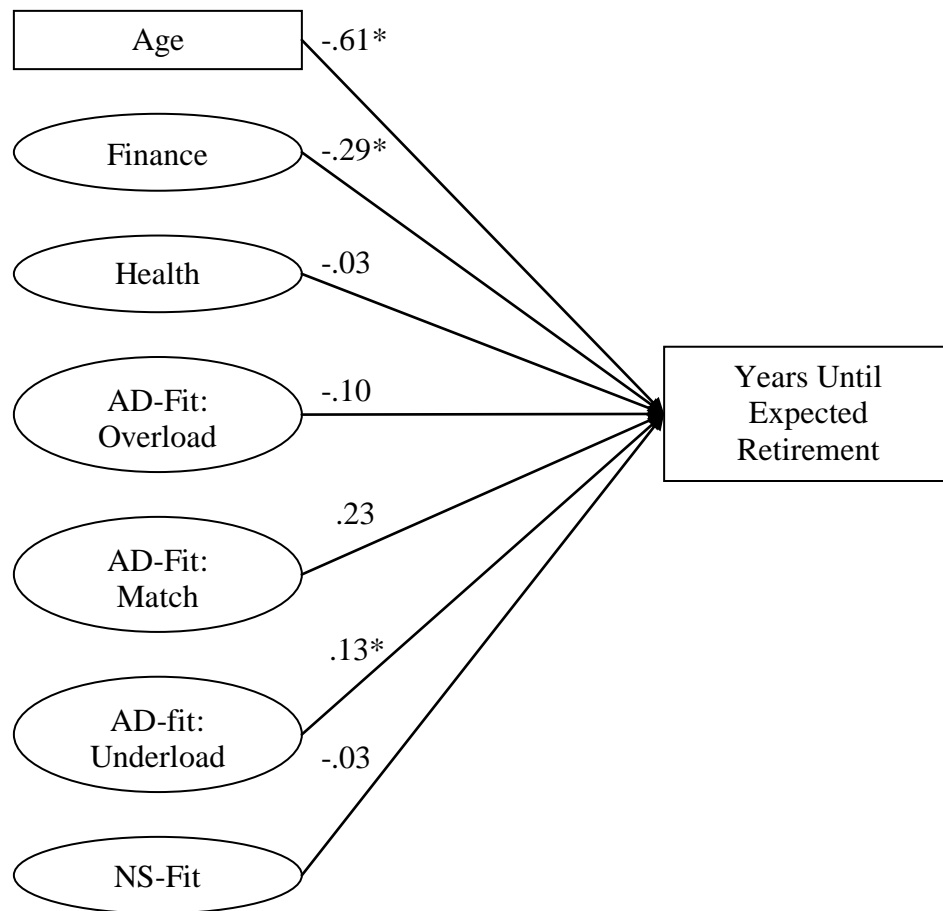 Age
-.61*
Finance
-.29*
Health
-.03
AD-Fit:
Overload
-.10
AD-Fit:
Match
.23
AD-fit:
Underload
.13*
NS-Fit
-.03
Years Until
Expected
Retirement